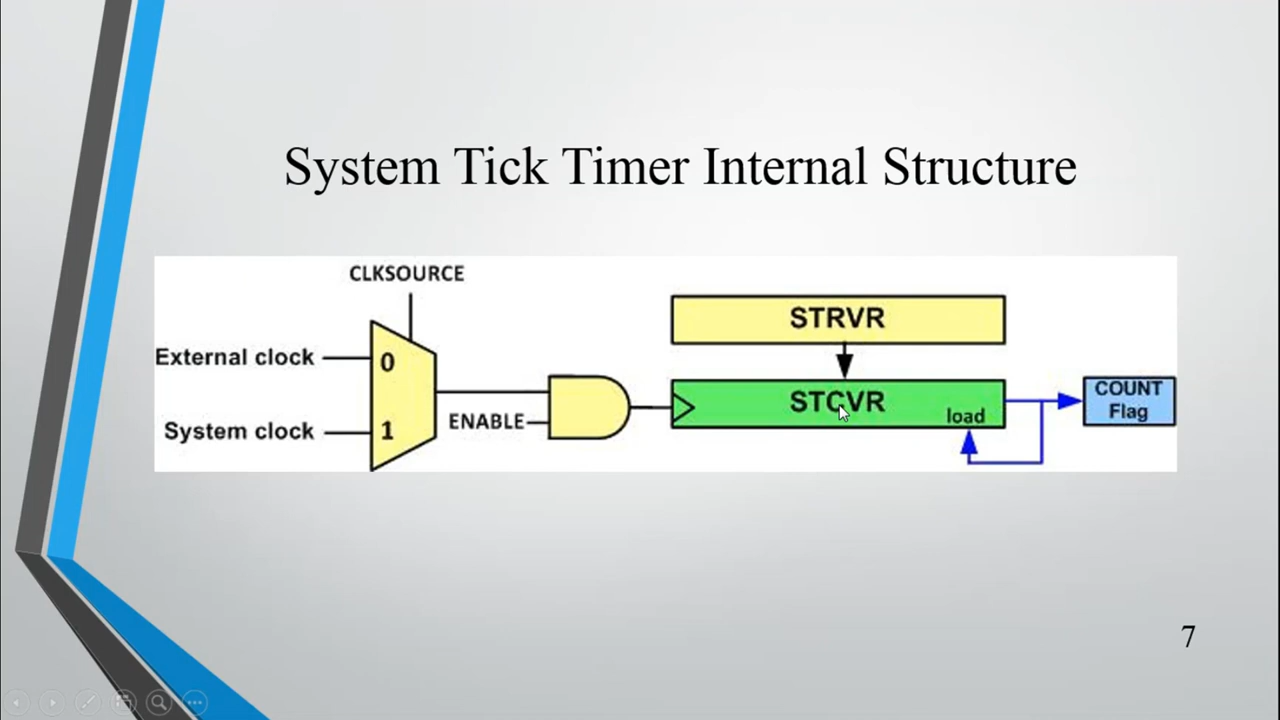 System Tick Timer Internal Structure
CLKSOURCE
External clock
0
System clock
1
ENABLE
STRVR
STCVR
load
COUNT
Flag
7